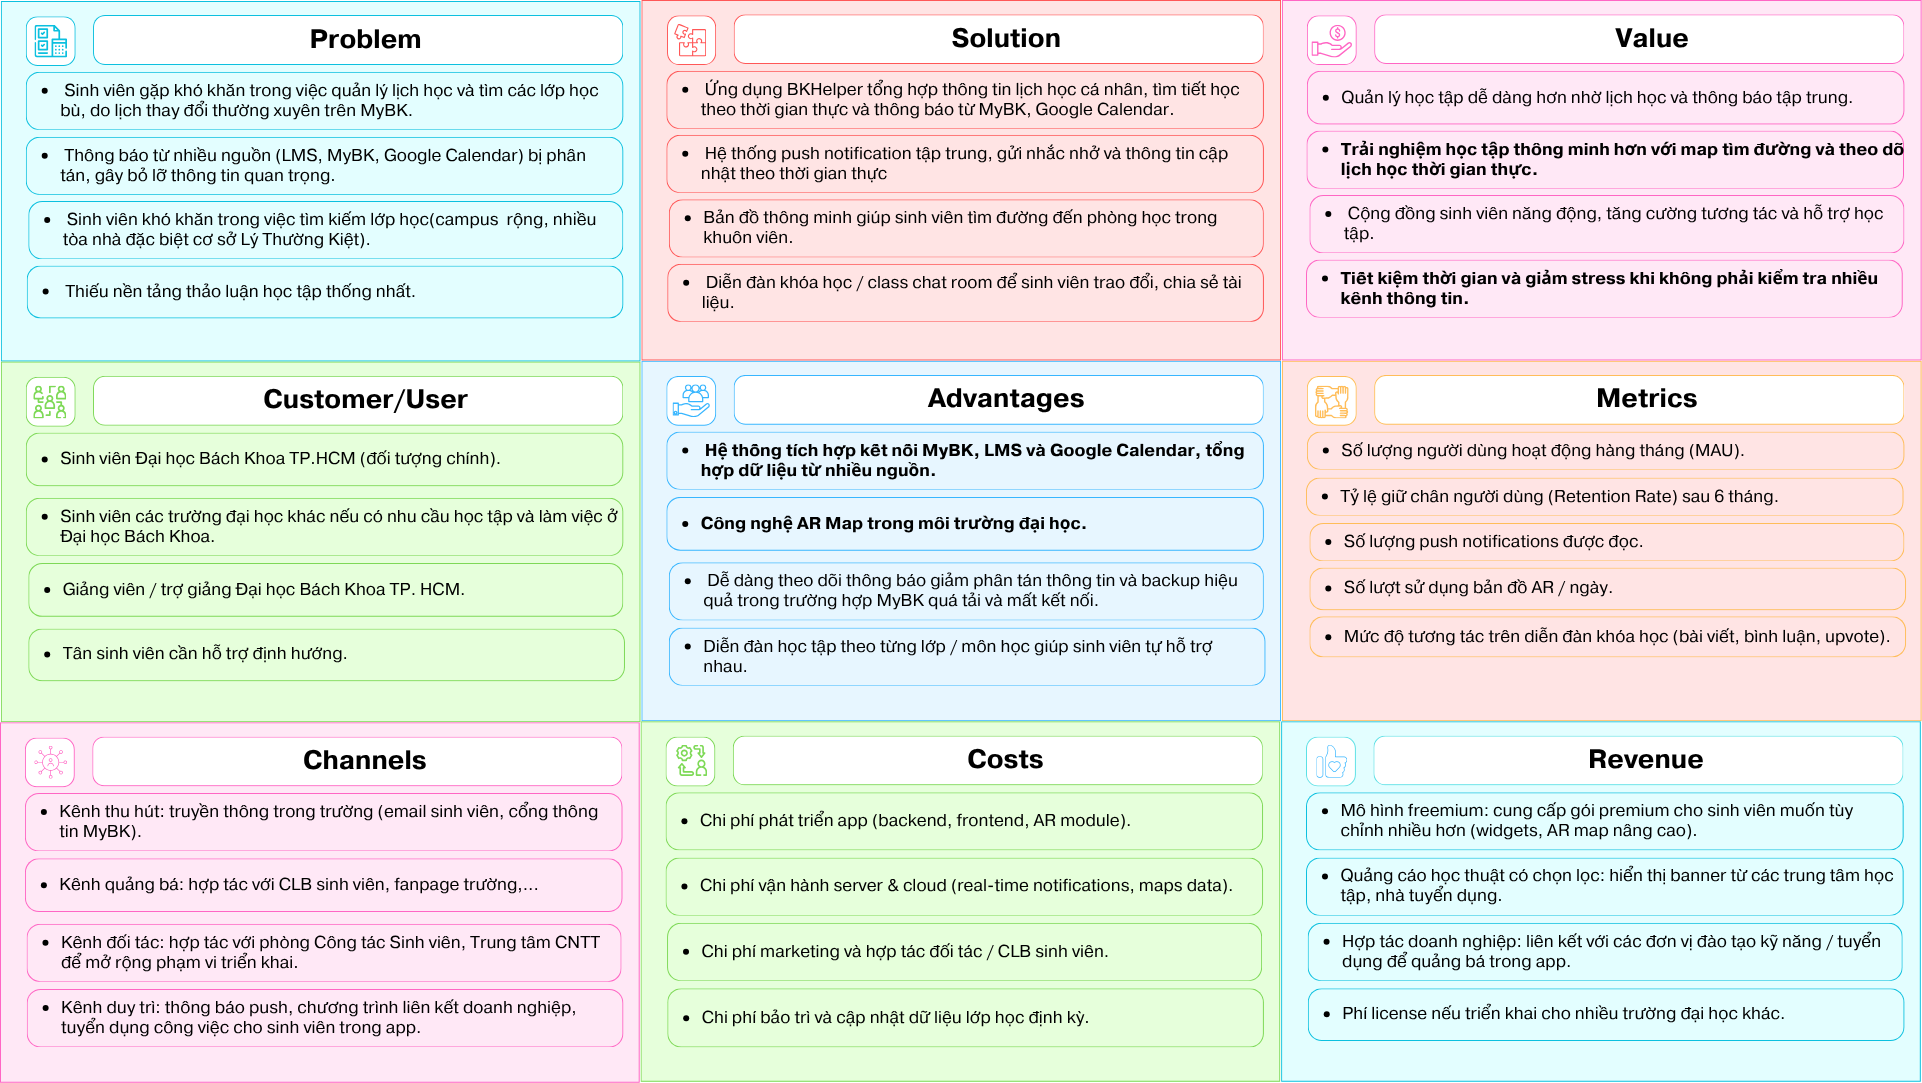 Problem
• Sinh viên gặp khó khăn trong việc quản lý lịch học và tìm các lớp học
bù, do lịch thay đổi thường xuyên trên MyBK.
• Thông báo từ nhiều nguồn (LMS, MyBK, Google Calendar) bị phân
tán, gây bỏ lỡ thông tin quan trọng.
• Sinh viên khó khăn trong việc tìm kiếm lớp học(campus rộng, nhiều
tòa nhà đặc biệt cơ sở Lý Thường Kiệt).
• Thiếu nền tảng thảo luận học tập thống nhất.
Solution
• Ứng dụng BKHelper tổng hợp thông tin lịch học cá nhân, tìm tiết học
theo thời gian thực và thông báo từ MyBK, Google Calendar.
• Hệ thống push notification tập trung, gửi nhắc nhở và thông tin cập
nhật theo thời gian thực
• Bản đồ thông minh giúp sinh viên tìm đường đến phòng học trong
khuôn viên.
• Diễn đàn khóa học / class chat room để sinh viên trao đổi, chia sẻ tài
liệu.
Value
• Quản lý học tập dễ dàng hơn nhờ lịch học và thông báo tập trung.
• Trải nghiệm học tập thông minh hơn với map tìm đường và theo dõ
lịch học thời gian thực.
• Cộng đồng sinh viên năng động, tăng cường tương tác và hỗ trợ học
tập.
• Tiết kiệm thời gian và giảm stress khi không phải kiểm tra nhiều
kênh thông tin.
Customer/User
• Sinh viên Đại học Bách Khoa TP.HCM (đối tượng chính).
• Sinh viên các trường đại học khác nếu có nhu cầu học tập và làm việc ở
Đại học Bách Khoa.
• Giảng viên / trợ giảng Đại học Bách Khoa TP. HCM.
• Tân sinh viên cần hỗ trợ định hướng.
Advantages
• Hệ thống tích hợp kết nối MyBK, LMS và Google Calendar, tổng
hợp dữ liệu từ nhiều nguồn.
• Công nghệ AR Map trong môi trường đại học.
• Dễ dàng theo dõi thông báo giảm phân tán thông tin và backup hiệu
quả trong trường hợp MyBK quá tải và mất kết nối.
• Diễn đàn học tập theo từng lớp / môn học giúp sinh viên tự hỗ trợ
nhau.
Metrics
• Số lượng người dùng hoạt động hàng tháng (MAU).
• Tỷ lệ giữ chân người dùng (Retention Rate) sau 6 tháng.
• Số lượng push notifications được đọc.
• Số lượt sử dụng bản đồ AR / ngày.
• Mức độ tương tác trên diễn đàn khóa học (bài viết, bình luận, upvote).
Channels
• Kênh thu hút: truyền thông trong trường (email sinh viên, cổng thông
tin MyBK).
• Kênh quảng bá: hợp tác với CLB sinh viên, fanpage trường,...
• Kênh đối tác: hợp tác với phòng Công tác Sinh viên, Trung tâm CNTT
để mở rộng phạm vi triển khai.
• Kênh duy trì: thông báo push, chương trình liên kết doanh nghiệp,
tuyển dụng công việc cho sinh viên trong app.
Costs
• Chi phí phát triển app (backend, frontend, AR module).
• Chi phí vận hành server & cloud (real-time notifications, maps data).
• Chi phí marketing và hợp tác đối tác / CLB sinh viên.
• Chi phí bảo trì và cập nhật dữ liệu lớp học định kỳ.
Revenue
• Mô hình freemium: cung cấp gói premium cho sinh viên muốn tùy
chỉnh nhiều hơn (widgets, AR map nâng cao).
• Quảng cáo học thuật có chọn lọc: hiển thị banner từ các trung tâm học
tập, nhà tuyển dụng.
• Hợp tác doanh nghiệp: liên kết với các đơn vị đào tạo kỹ năng / tuyển
dụng để quảng bá trong app.
• Phí license nếu triển khai cho nhiều trường đại học khác.